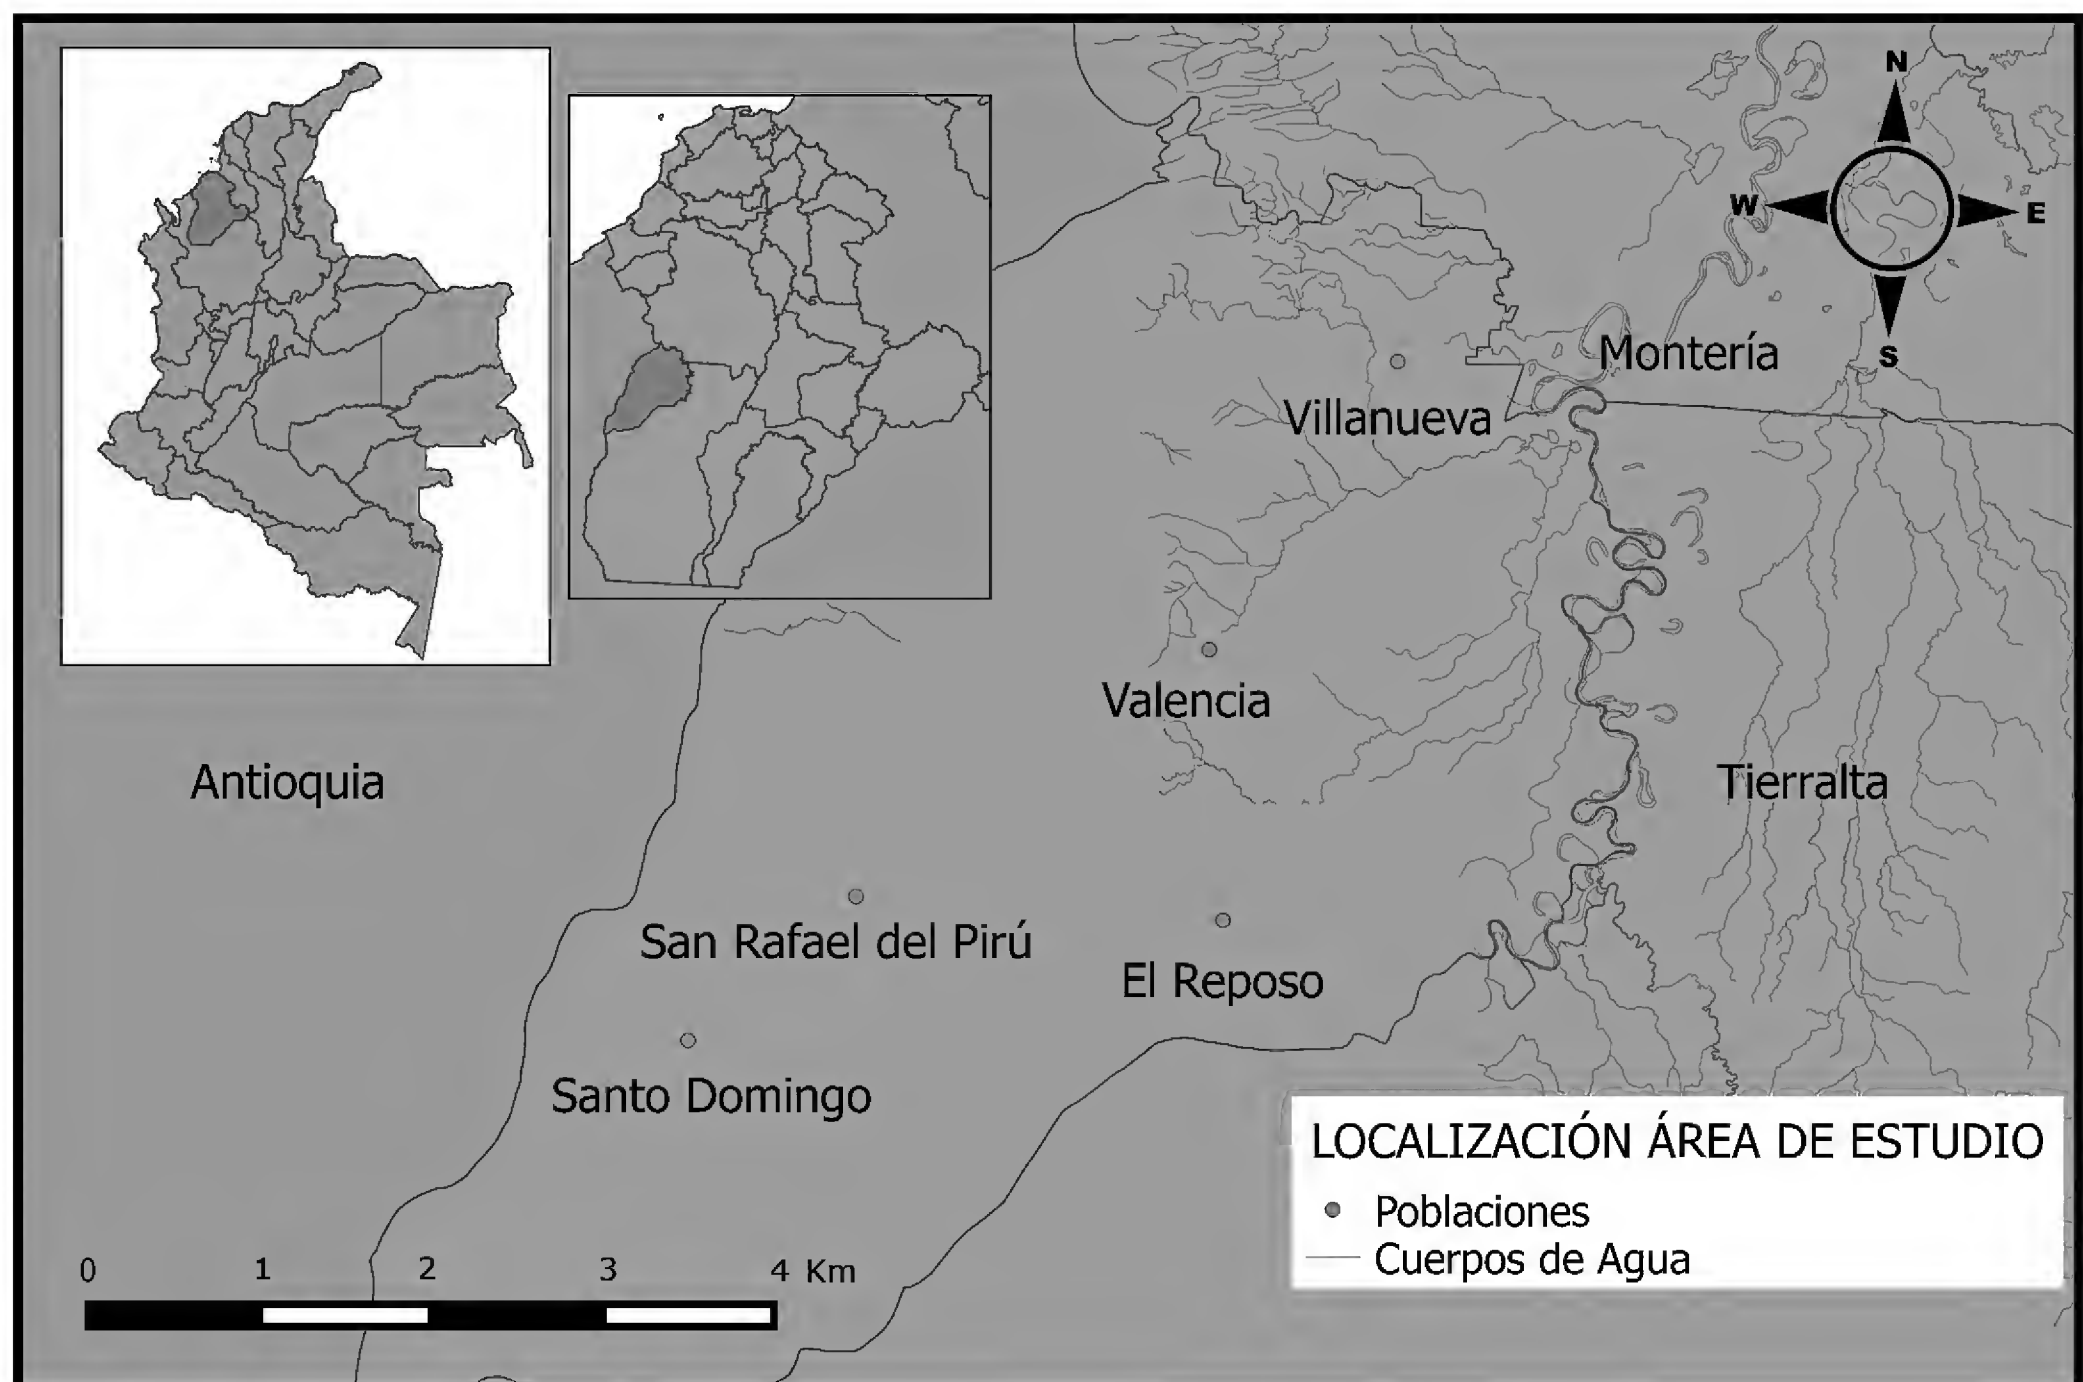 N
W
E
S
Montería
Villanueva
Valencia
Antioquia
Tierralta
San Rafael del Pirú
El Reposo
Santo Domingo
LOCALIZACIÓN ÁREA DE ESTUDIO
Poblaciones
Cuerpos de Agua
0 1 2 3 4 Km